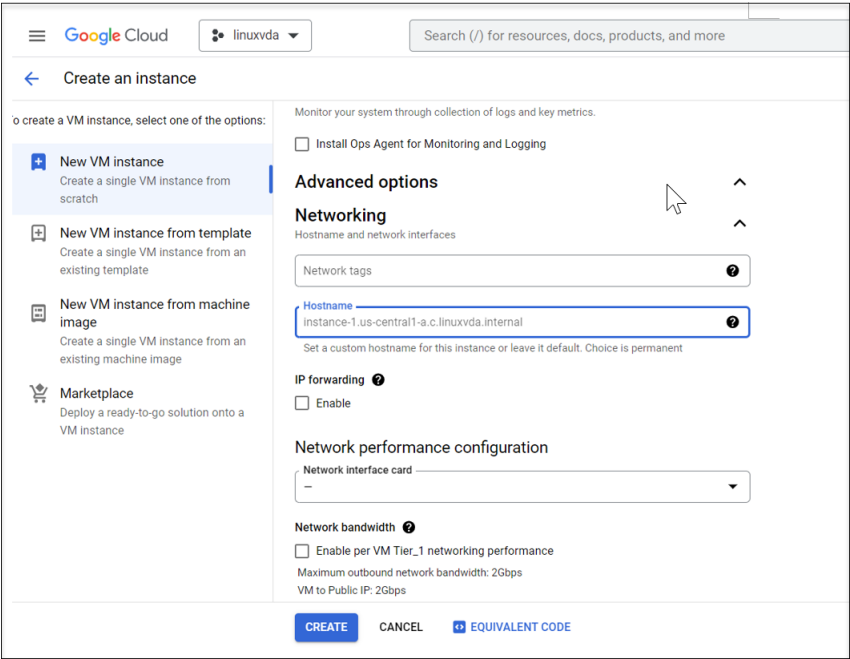 Google Cloud
linuxvda
Search (/) for resources, docs, products, and more
Create an instance
o create a VM instance, select one of the options:
New VM instance
Create a single VM instance from
scratch
New VM instance from template
Create a single VM instance from an
existing template
New VM instance from machine
image
Create a single VM instance from an
existing machine image
Marketplace
Deploy a ready-to-go solution onto a
VM instance
Monitor your system through collection of logs and key metrics.
Install Ops Agent for Monitoring and Logging
Advanced options
Networking
Hostname and network interfaces
Network tags
Hostname
instance-1.us-central1-a.c.linuxvda.internal
Set a custom hostname for this instance or leave it default. Choice is permanent
IP forwarding
Enable
Network performance configuration
Network interface card
–
Network bandwidth
Enable per VM Tier_1 networking performance
Maximum outbound network bandwidth: 2Gbps
VM to Public IP: 2Gbps
CREATE
CANCEL
EQUIVALENT CODE